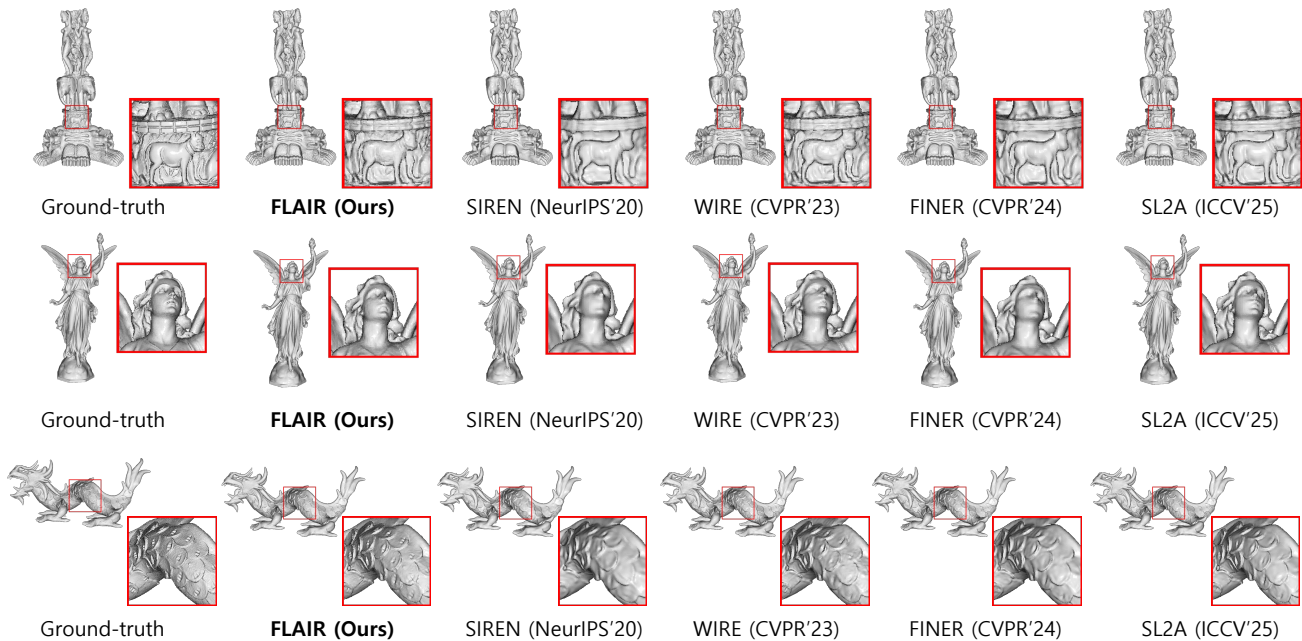 Ground-truth FLAIR (Ours) SIREN (NeurIPS'20) WIRE (CVPR'23) FINER (CVPR'24) SL2A (ICCV'25)
Ground-truth FLAIR (Ours) SIREN (NeurIPS'20) WIRE (CVPR'23) FINER (CVPR'24) SL2A (ICCV'25)
Ground-truth FLAIR (Ours) SIREN (NeurIPS'20) WIRE (CVPR'23) FINER (CVPR'24) SL2A (ICCV'25)